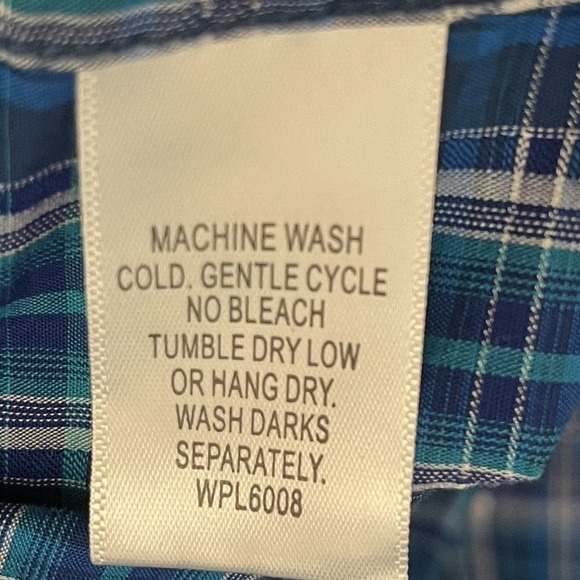 MACHINE WASH
COLD. GENTLE CYCLE
NO BLEACH
TUMBLE DRY LOW
OR HANG DRY.
WASH DARKS
SEPARATELY.
WPL6008